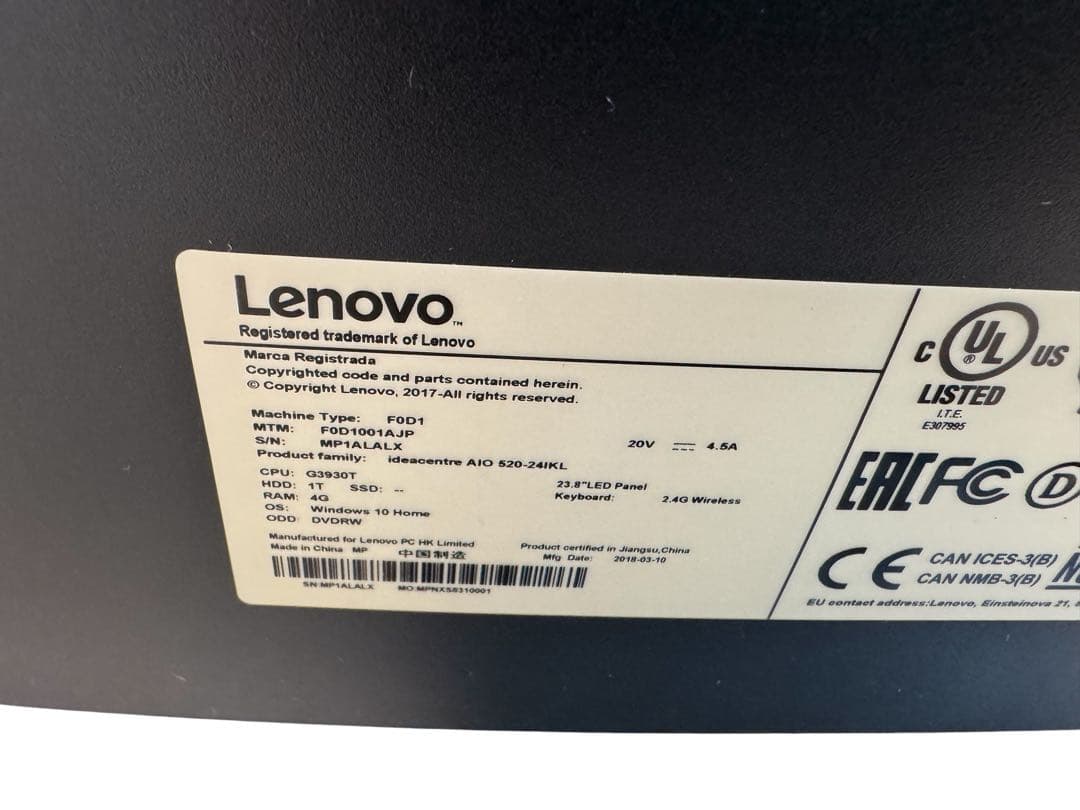 Lenovo™
Registered trademark of Lenovo
Marca Registrada
Copyrighted code and parts contained herein.
© Copyright Lenovo, 2017-All rights reserved.
Machine Type: F0D1
MTM: F0D1001AJP
S/N: MP1ALALX
20V ⎓ 4.5A
Product family: ideacentre AIO 520-24IKL
CPU: G3930T
23.8"LED Panel
HDD: 1T SSD: --
Keyboard: 2.4G Wireless
RAM: 4G
OS: Windows 10 Home
ODD: DVDRW
Manufactured for Lenovo PC HK Limited
Made in China MP 中国制造
Product certified in Jiangsu,China
Mfg Date: 2018-03-10
SN:MP1ALALX MO:MPNXS8310001
C UL® US
LISTED
I.T.E.
E307995
EAC FC D
CE CAN ICES-3(B)
CAN NMB-3(B)
EU contact address:Lenovo, Einsteinova 21,